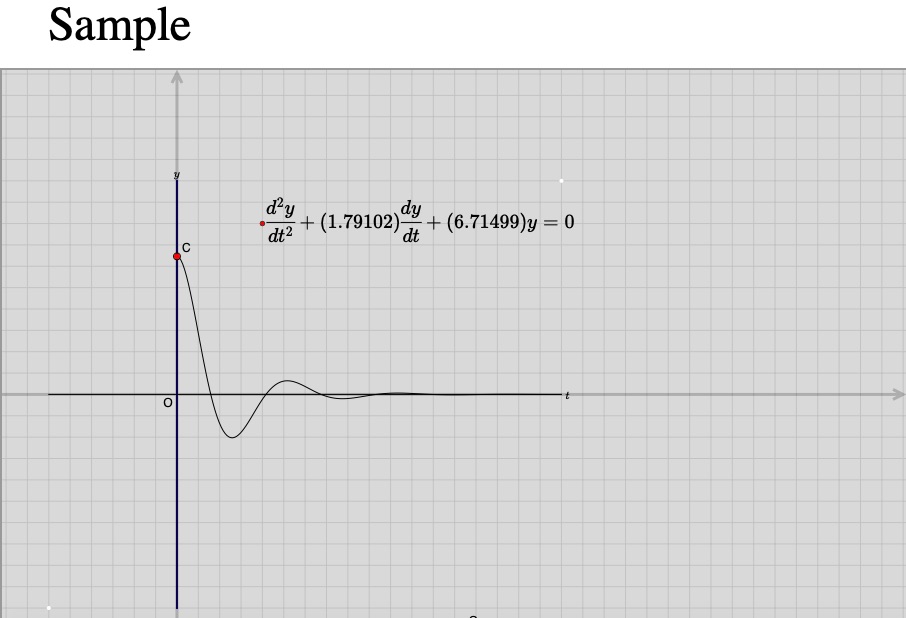 Sample
y
d²y/dt² + (1.79102)dy/dt + (6.71499)y = 0
C
O
t